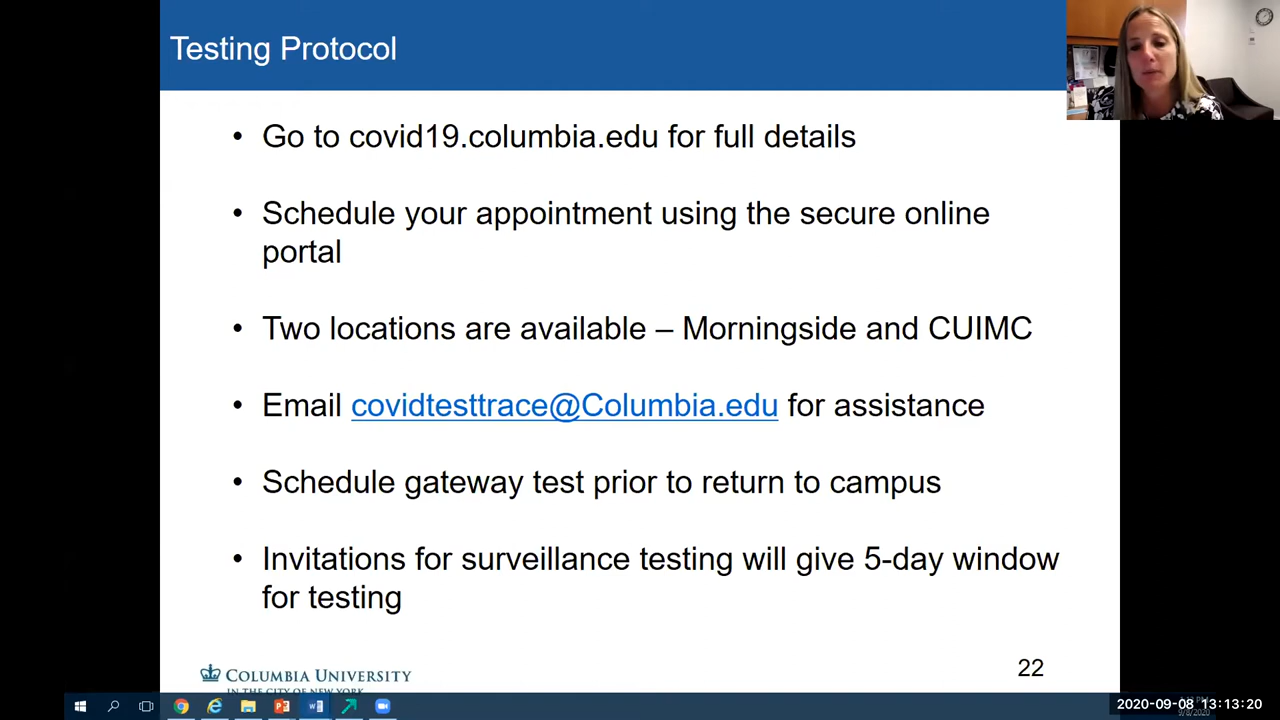 Testing Protocol
• Go to covid19.columbia.edu for full details
• Schedule your appointment using the secure online
portal
• Two locations are available – Morningside and CUIMC
• Email covidtesttrace@Columbia.edu for assistance
• Schedule gateway test prior to return to campus
• Invitations for surveillance testing will give 5-day window
for testing
COLUMBIA UNIVERSITY
IN THE CITY OF NEW YORK
22
2020-09-08 13:13:20